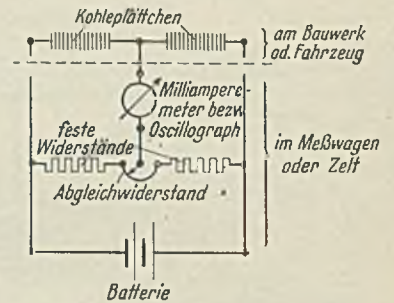 Kohleplättchen
am Bauwerk
od. Fahrzeug
Milliampere-
meter bezw.
Oscillograph
feste
Widerstände
im Meßwagen
oder Zelt
Abgleichwiderstand
Batterie